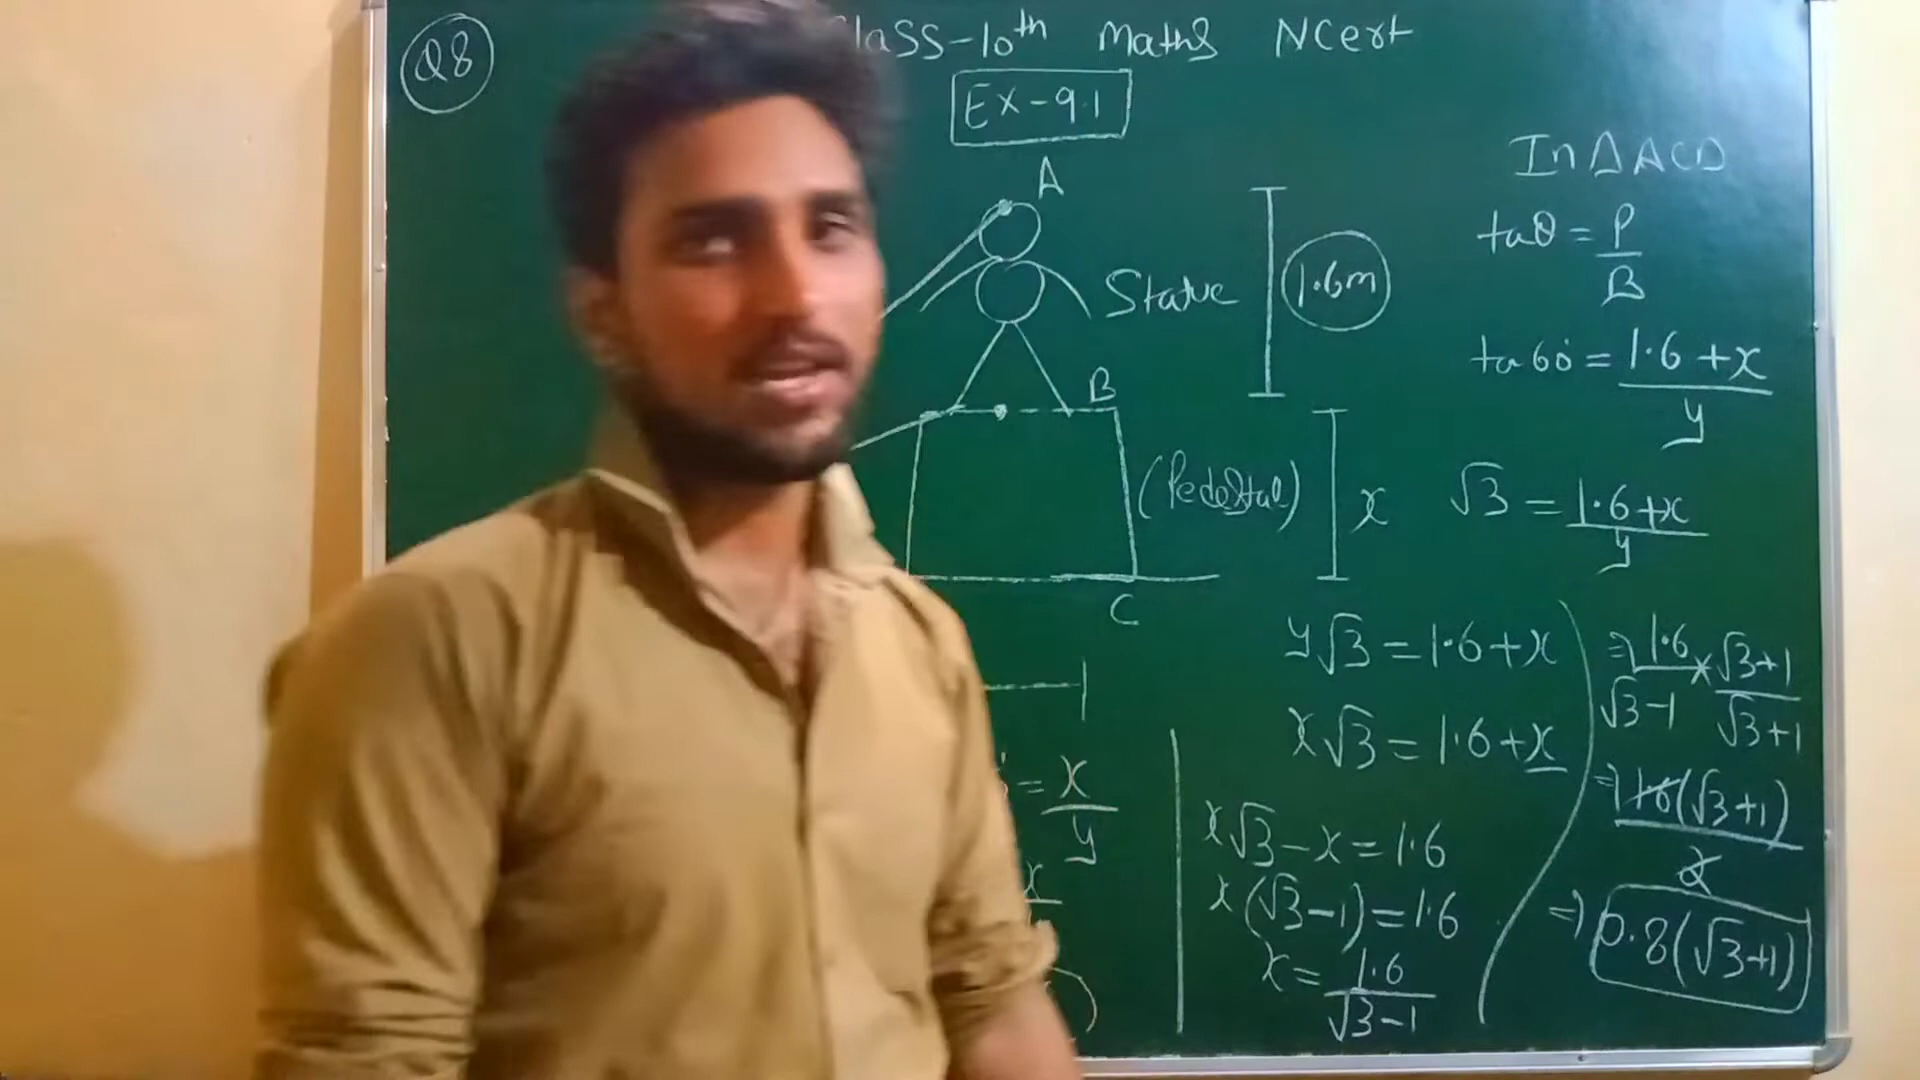 Q8
Class-10th Maths NCert
Ex-9.1
A
Statue
1.6m
B
(Pedestal)
x
C
In ΔACD
taθ = P/B
ta60° = 1.6+x/y
√3 = 1.6+x/y
y√3 = 1.6+x
x√3 = 1.6+x
x√3-x = 1.6
x(√3-1) = 1.6
x = 1.6/√3-1
= x/y
x
⇒ 1.6/√3-1 × √3+1/√3+1
⇒ 1.6(√3+1)/2
⇒ 0.8(√3+1)